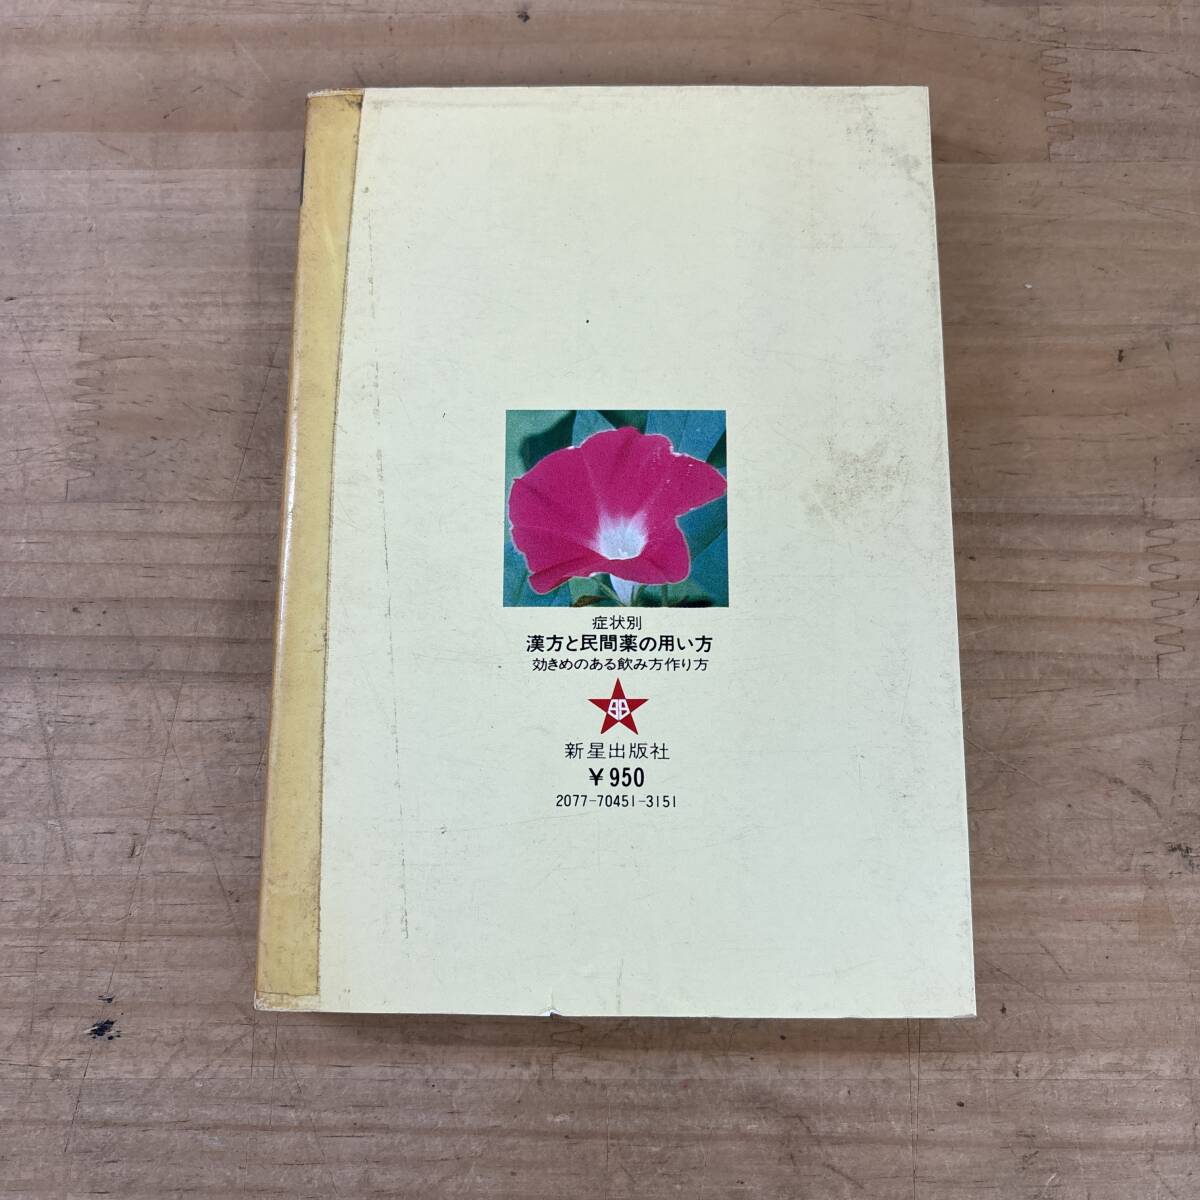 症状別
漢方と民間薬の用い方
効きめのある飲み方作り方
新星出版社
¥950
2077-70451-3151